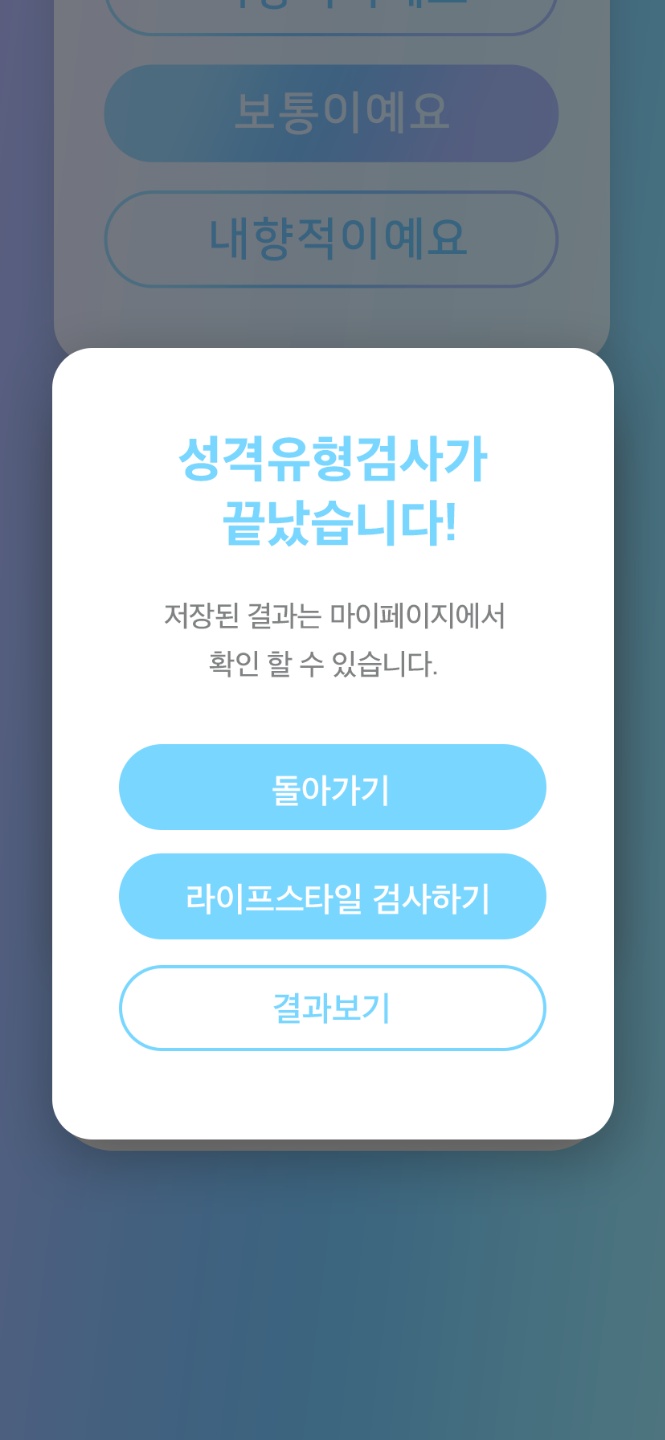 보통이예요
내향적이예요
성격유형검사가
끝났습니다!
저장된 결과는 마이페이지에서
확인 할 수 있습니다.
돌아가기
라이프스타일 검사하기
결과보기